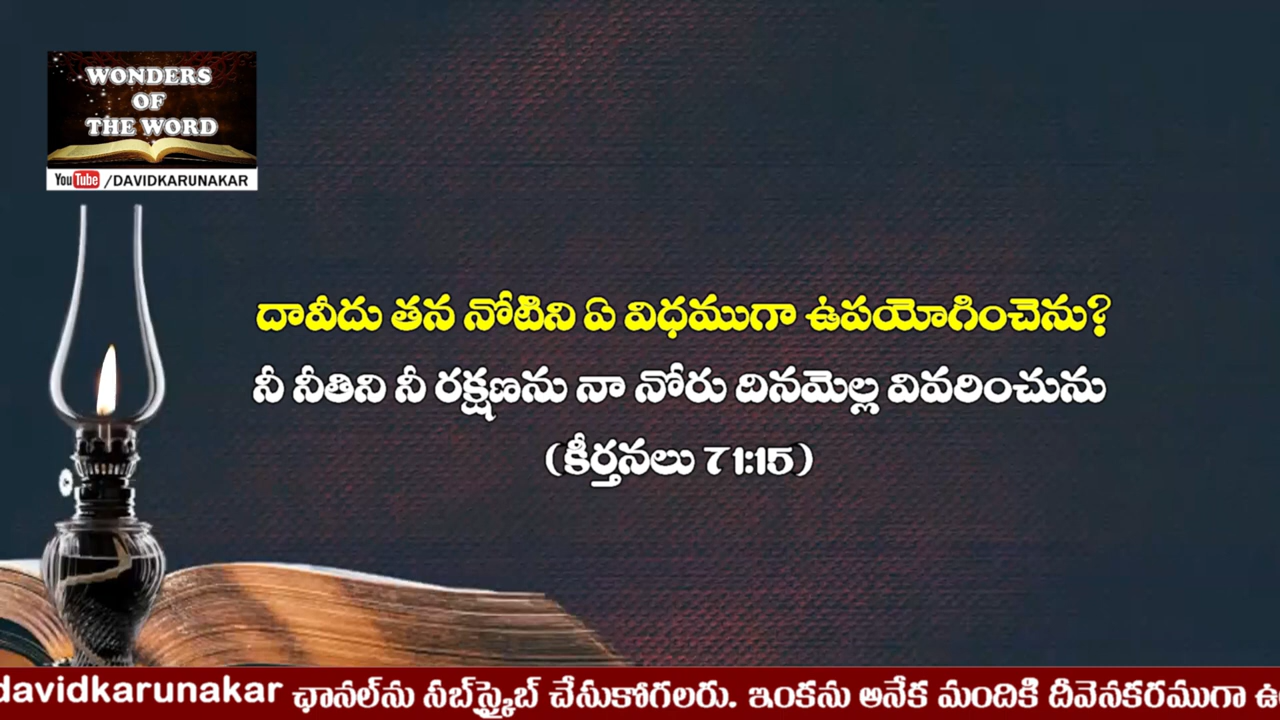 WONDERS
OF
THE WORD
YouTube /DAVIDKARUNAKAR
దావీదు తన నోటిని ఏ విధముగా ఉపయోగించెను?
నీ నీతిని నీ రక్షణను నా నోరు దినమెల్ల వివరించును
(కీర్తనలు 71:15)
davidkarunakar ఛానల్‌ను సబ్‌స్క్రైబ్ చేసుకోగలరు. ఇంకను అనేక మందికి దీవెనకరముగా ఉ